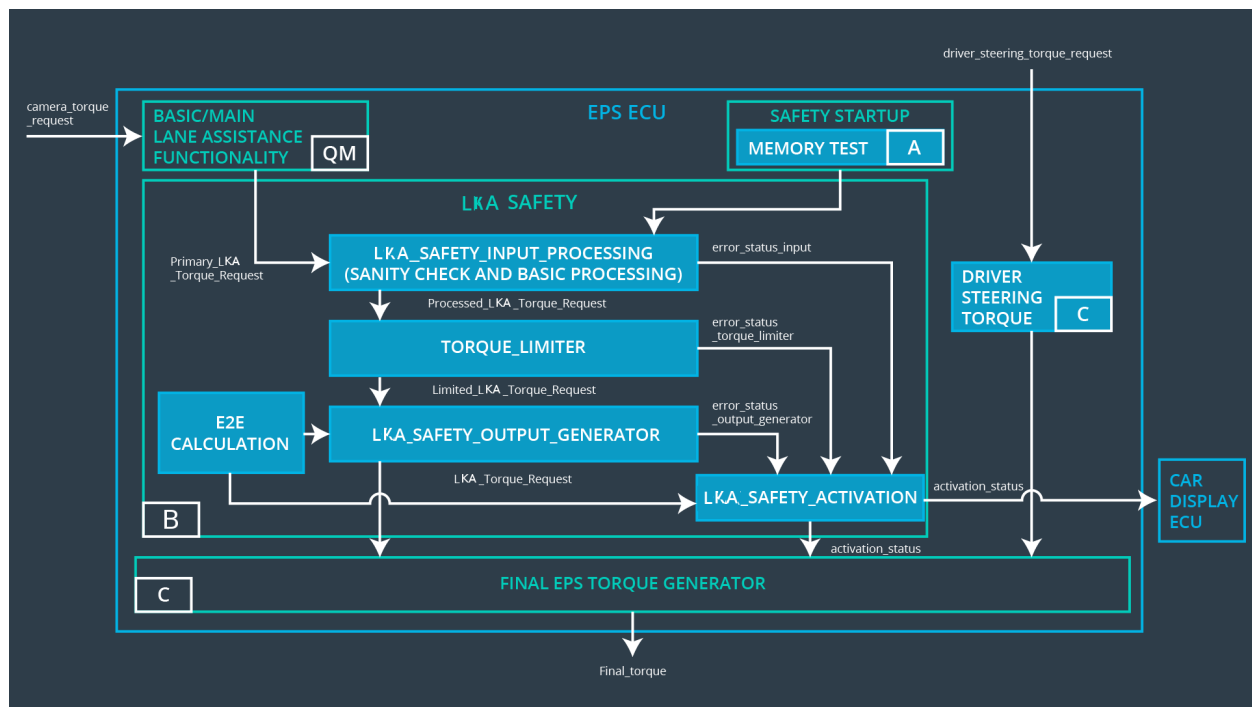 driver_steering_torque_request
camera_torque
_request
BASIC/MAIN
LANE ASSISTANCE
FUNCTIONALITY
QM
EPS ECU
SAFETY STARTUP
MEMORY TEST
A
LKA SAFETY
Primary_LKA
_Torque_Request
LKA_SAFETY_INPUT_PROCESSING
(SANITY CHECK AND BASIC PROCESSING)
error_status_input
DRIVER
STEERING
TORQUE
C
Processed_LKA_Torque_Request
TORQUE_LIMITER
error_status
_torque_limiter
Limited_LKA_Torque_Request
E2E
CALCULATION
LKA_SAFETY_OUTPUT_GENERATOR
error_status
_output_generator
LKA_Torque_Request
LKA_SAFETY_ACTIVATION
activation_status
CAR
DISPLAY
ECU
B
activation_status
FINAL EPS TORQUE GENERATOR
C
Final_torque